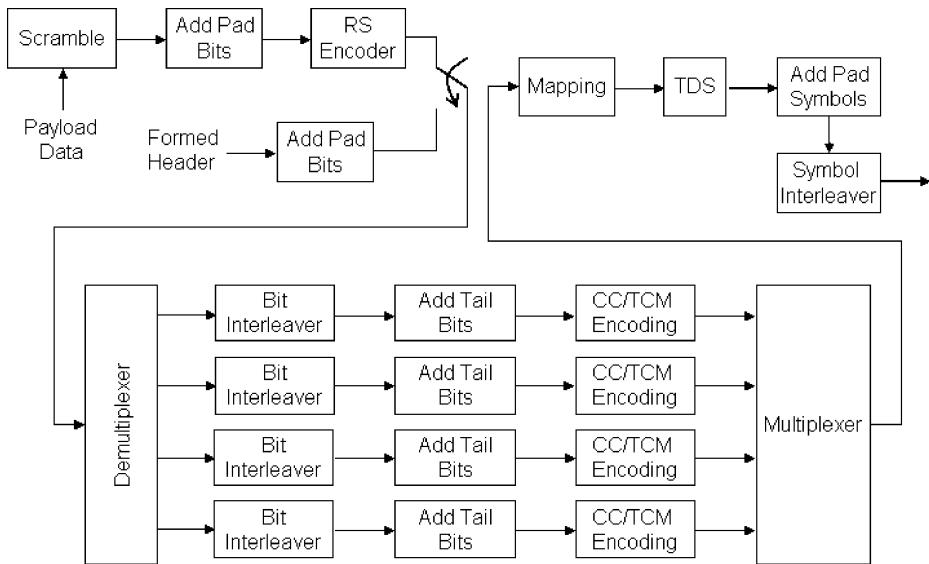 Scramble
Add Pad
Bits
RS
Encoder
Payload
Data
Formed
Header
Add Pad
Bits
Mapping
TDS
Add Pad
Symbols
Symbol
Interleaver
Demultiplexer
Bit
Interleaver
Add Tail
Bits
CC/TCM
Encoding
Bit
Interleaver
Add Tail
Bits
CC/TCM
Encoding
Bit
Interleaver
Add Tail
Bits
CC/TCM
Encoding
Bit
Interleaver
Add Tail
Bits
CC/TCM
Encoding
Multiplexer